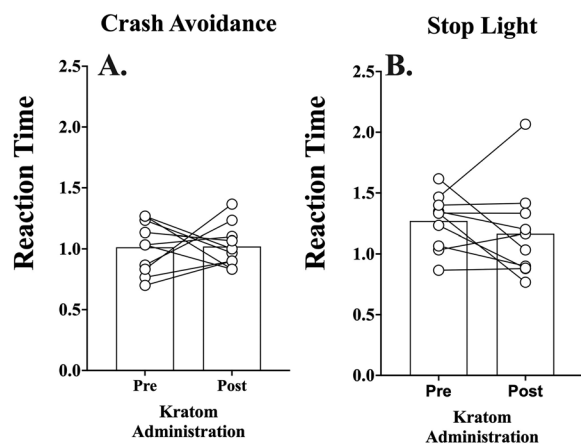 Crash Avoidance
A.
Reaction Time
2.5
2.0
1.5
1.0
0.5
0.0
Pre Post
Kratom
Administration
Stop Light
B.
Reaction Time
2.5
2.0
1.5
1.0
0.5
0.0
Pre Post
Kratom
Administration